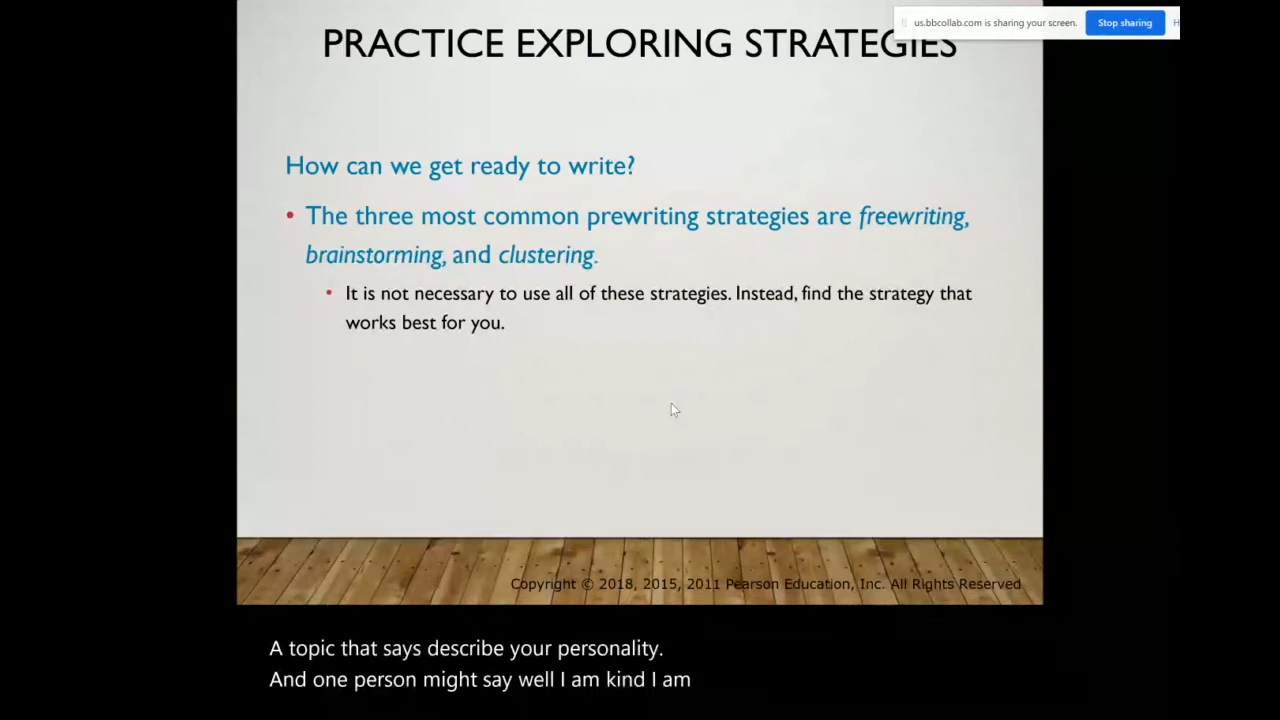 us.bbcollab.com is sharing your screen.
Stop sharing
H
PRACTICE EXPLORING STRATEGIES
How can we get ready to write?
• The three most common prewriting strategies are freewriting,
brainstorming, and clustering.
• It is not necessary to use all of these strategies. Instead, find the strategy that
works best for you.
Copyright © 2018, 2015, 2011 Pearson Education, Inc. All Rights Reserved
A topic that says describe your personality.
And one person might say well I am kind I am